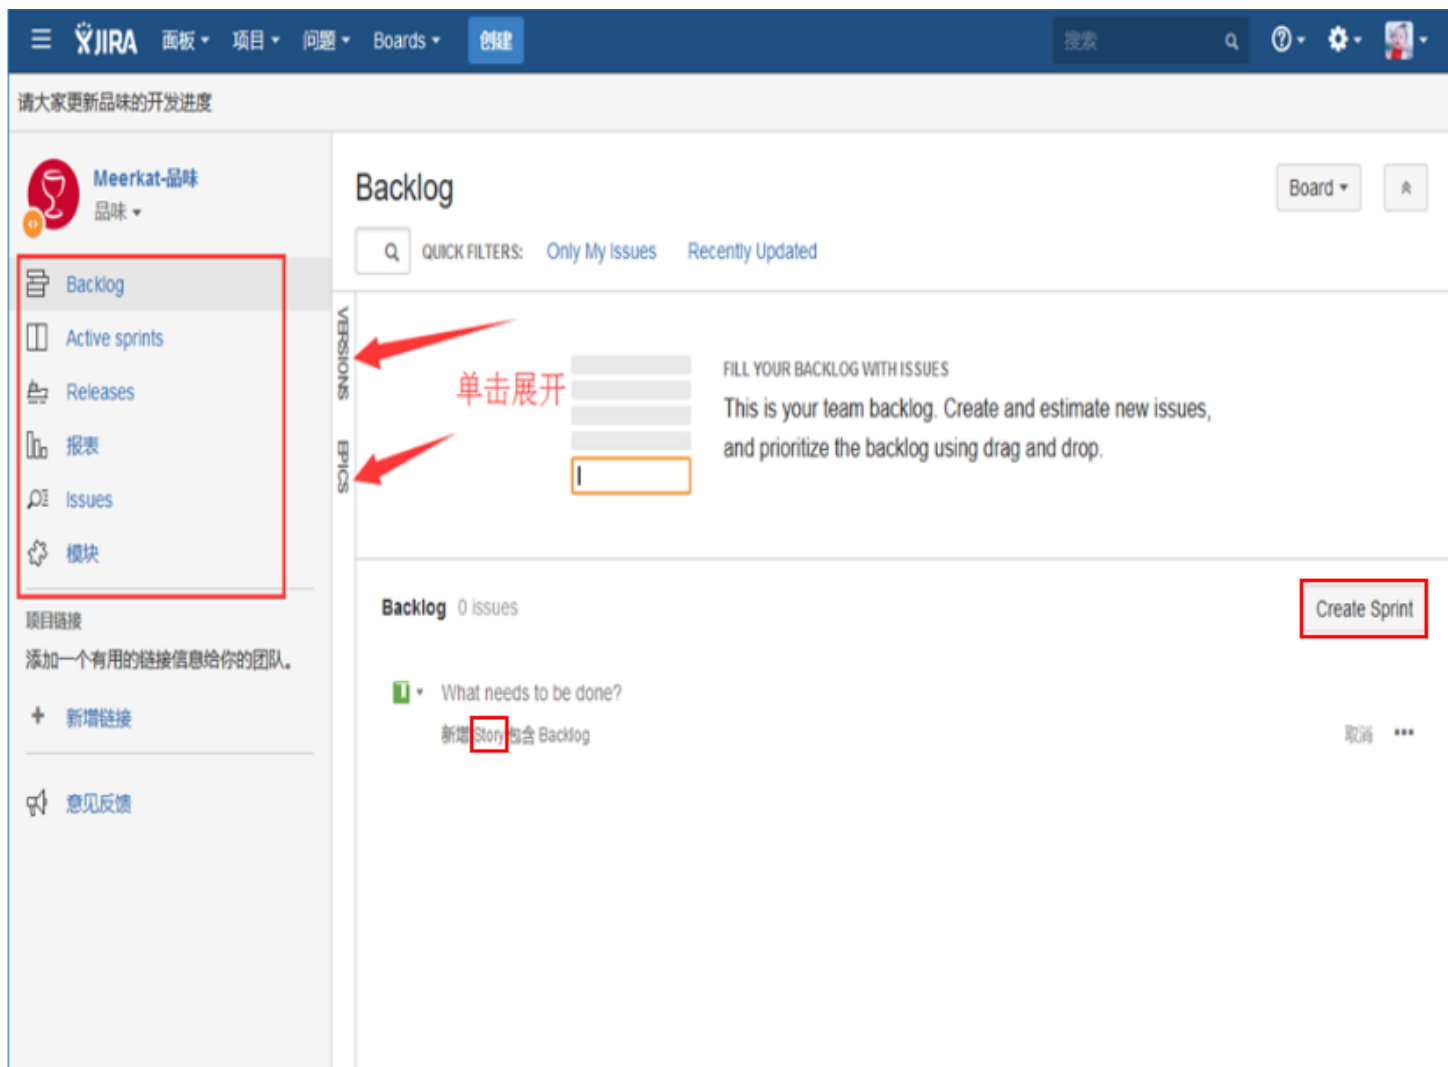 JIRA 面板 项目 问题 Boards 创建 搜索
请大家更新品味的开发进度
Meerkat-品味
品味
Backlog
Active sprints
Releases
报表
Issues
模块
项目链接
添加一个有用的链接信息给你的团队。
新增链接
意见反馈
Backlog
Board
QUICK FILTERS: Only My Issues Recently Updated
VERSIONS
EPICS
单击展开
FILL YOUR BACKLOG WITH ISSUES
This is your team backlog. Create and estimate new issues,
and prioritize the backlog using drag and drop.
Backlog 0 issues
Create Sprint
What needs to be done?
新增 Story 包含 Backlog
取消